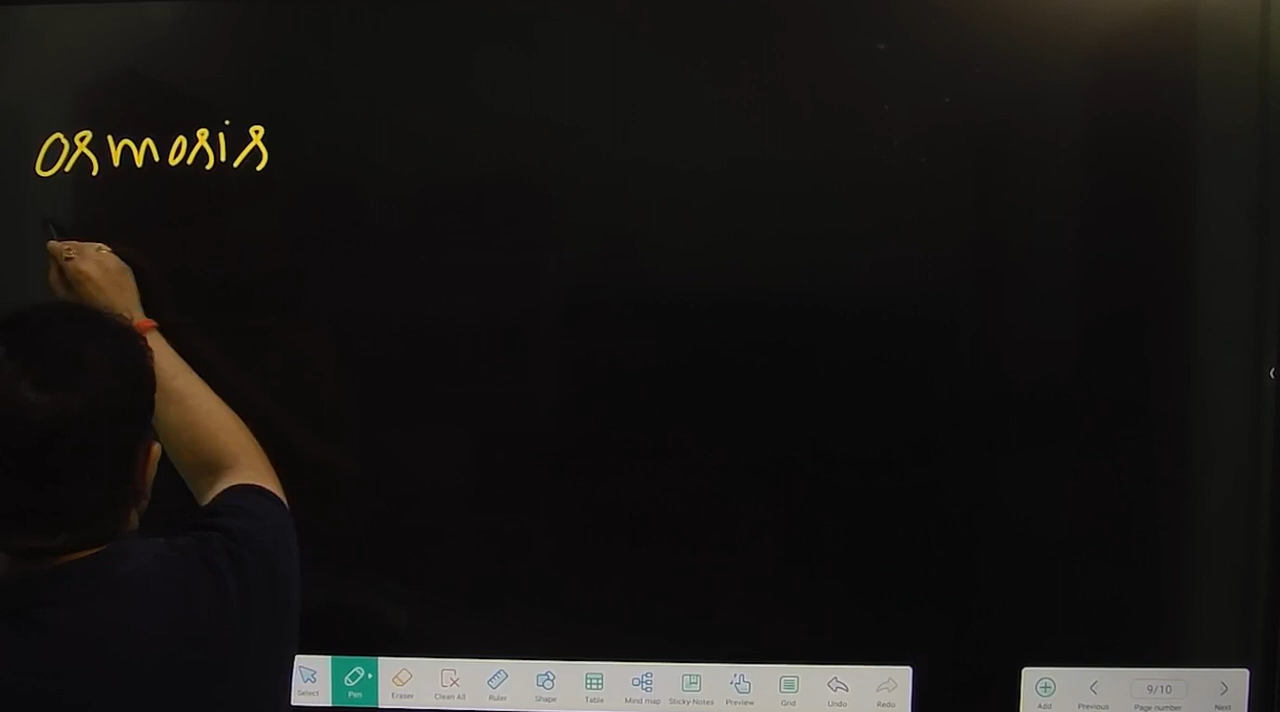 osmosis
Select Pen Eraser Clean All Ruler Shape Table Mind map Sticky Notes Preview Grid Undo Redo
Add Previous 9/10 Page number Next